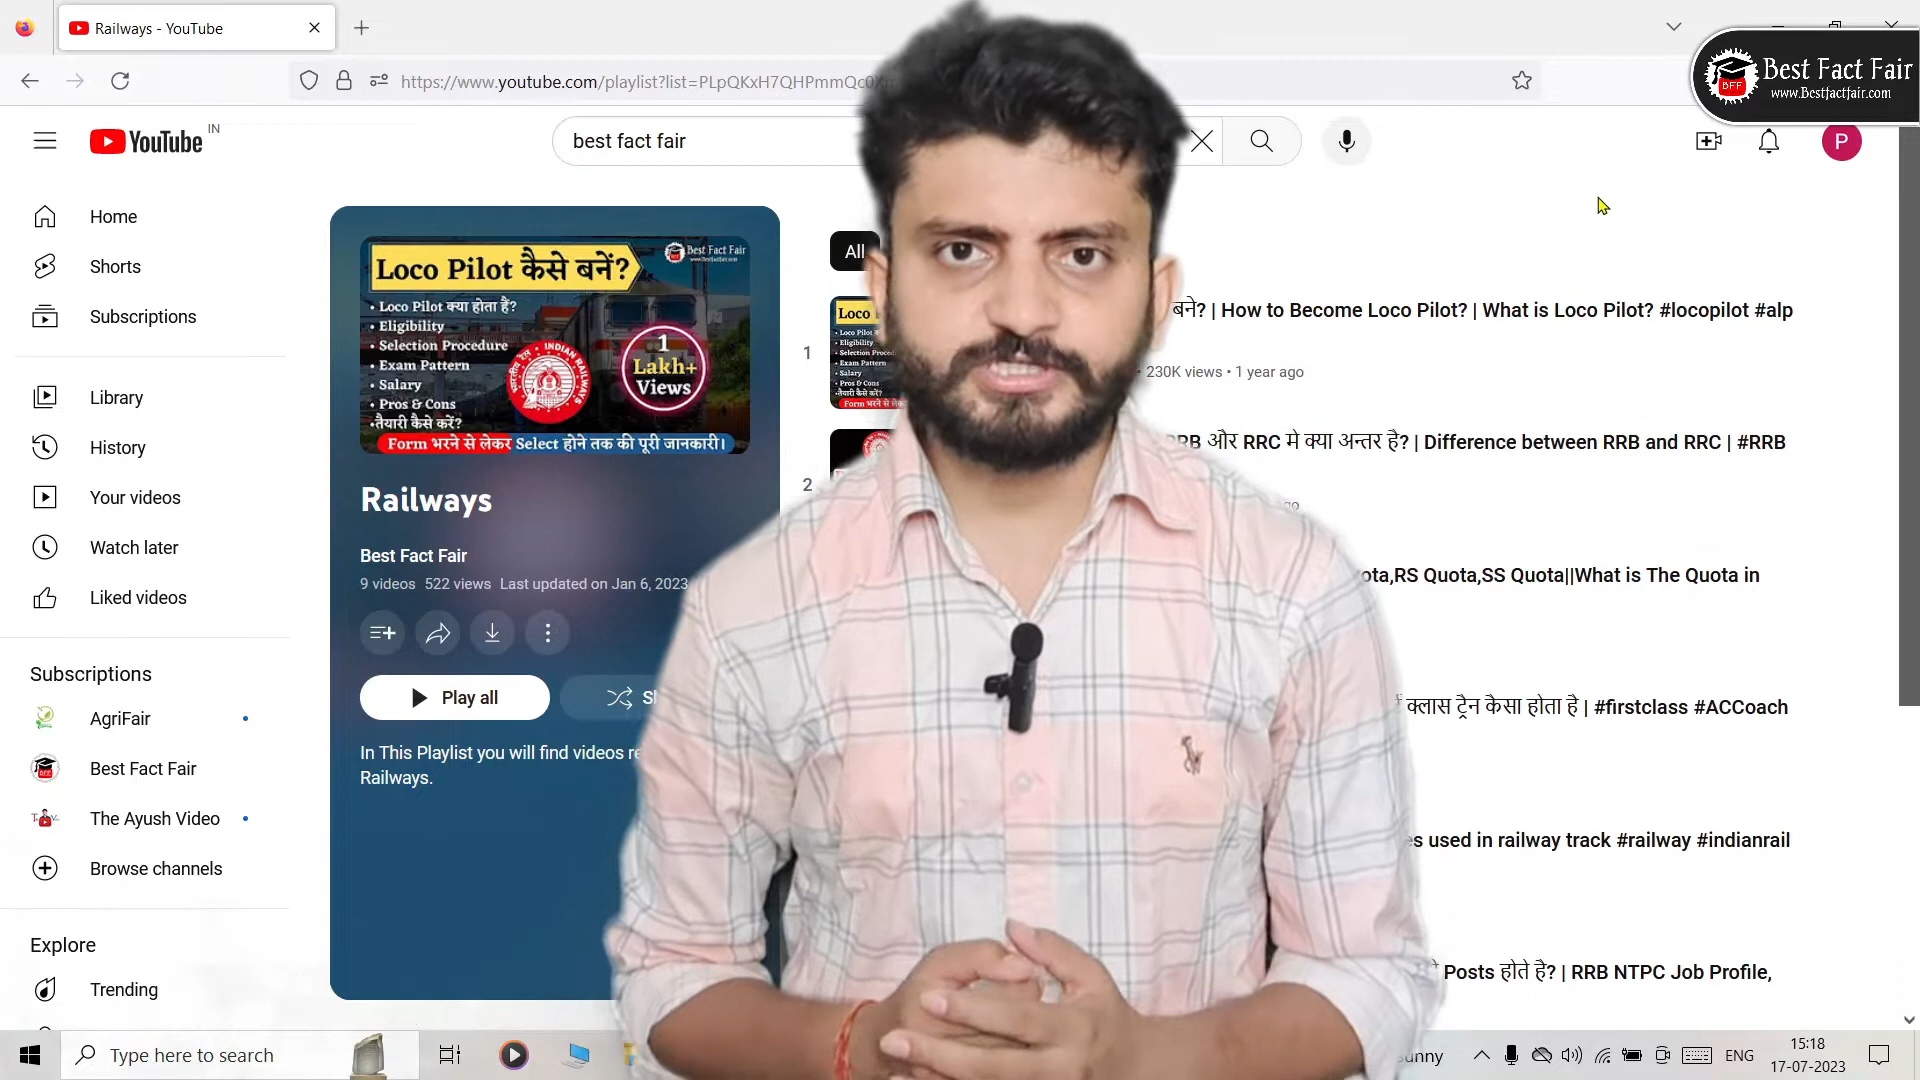 Railways - YouTube
https://www.youtube.com/playlist?list=PLpQKxH7QHPmmQc0
Best Fact Fair
BFF
www.Bestfactfair.com
YouTube
IN
best fact fair
P
Home
Shorts
Subscriptions
Library
History
Your videos
Watch later
Liked videos
Subscriptions
AgriFair
Best Fact Fair
The Ayush Video
Browse channels
Explore
Trending
Best Fact Fair
Loco Pilot कैसे बनें?
• Loco Pilot क्या होता हैं?
• Eligibility
• Selection Procedure
• Exam Pattern
• Salary
• Pros & Cons
•तैयारी कैसे करें?
INDIAN RAILWAYS
1
Lakh+
Views
Form भरने से लेकर Select होने तक की पूरी जानकारी।
Railways
Best Fact Fair
9 videos 522 views Last updated on Jan 6, 2023
Play all
In This Playlist you will find videos
Railways.
All
1
बने? | How to Become Loco Pilot? | What is Loco Pilot? #locopilot #alp
• 230K views • 1 year ago
2
RRB और RRC मे क्या अन्तर है? | Difference between RRB and RRC | #RRB
RS Quota,SS Quota||What is The Quota in
क्लास ट्रैन कैसा होता है | #firstclass #ACCoach
used in railway track #railway #indianrail
Posts होते है? | RRB NTPC Job Profile,
Type here to search
ENG
15:18
17-07-2023